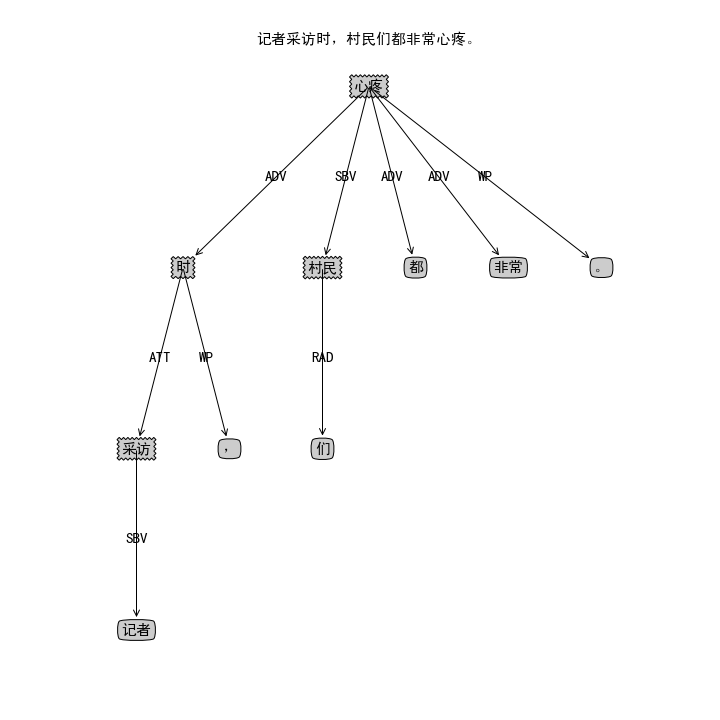 记者采访时，村民们都非常心疼。
心疼
ADV SBV ADV ADV WP
时 村民 都 非常 。
ATT WP RAD
采访 ， 们
SBV
记者